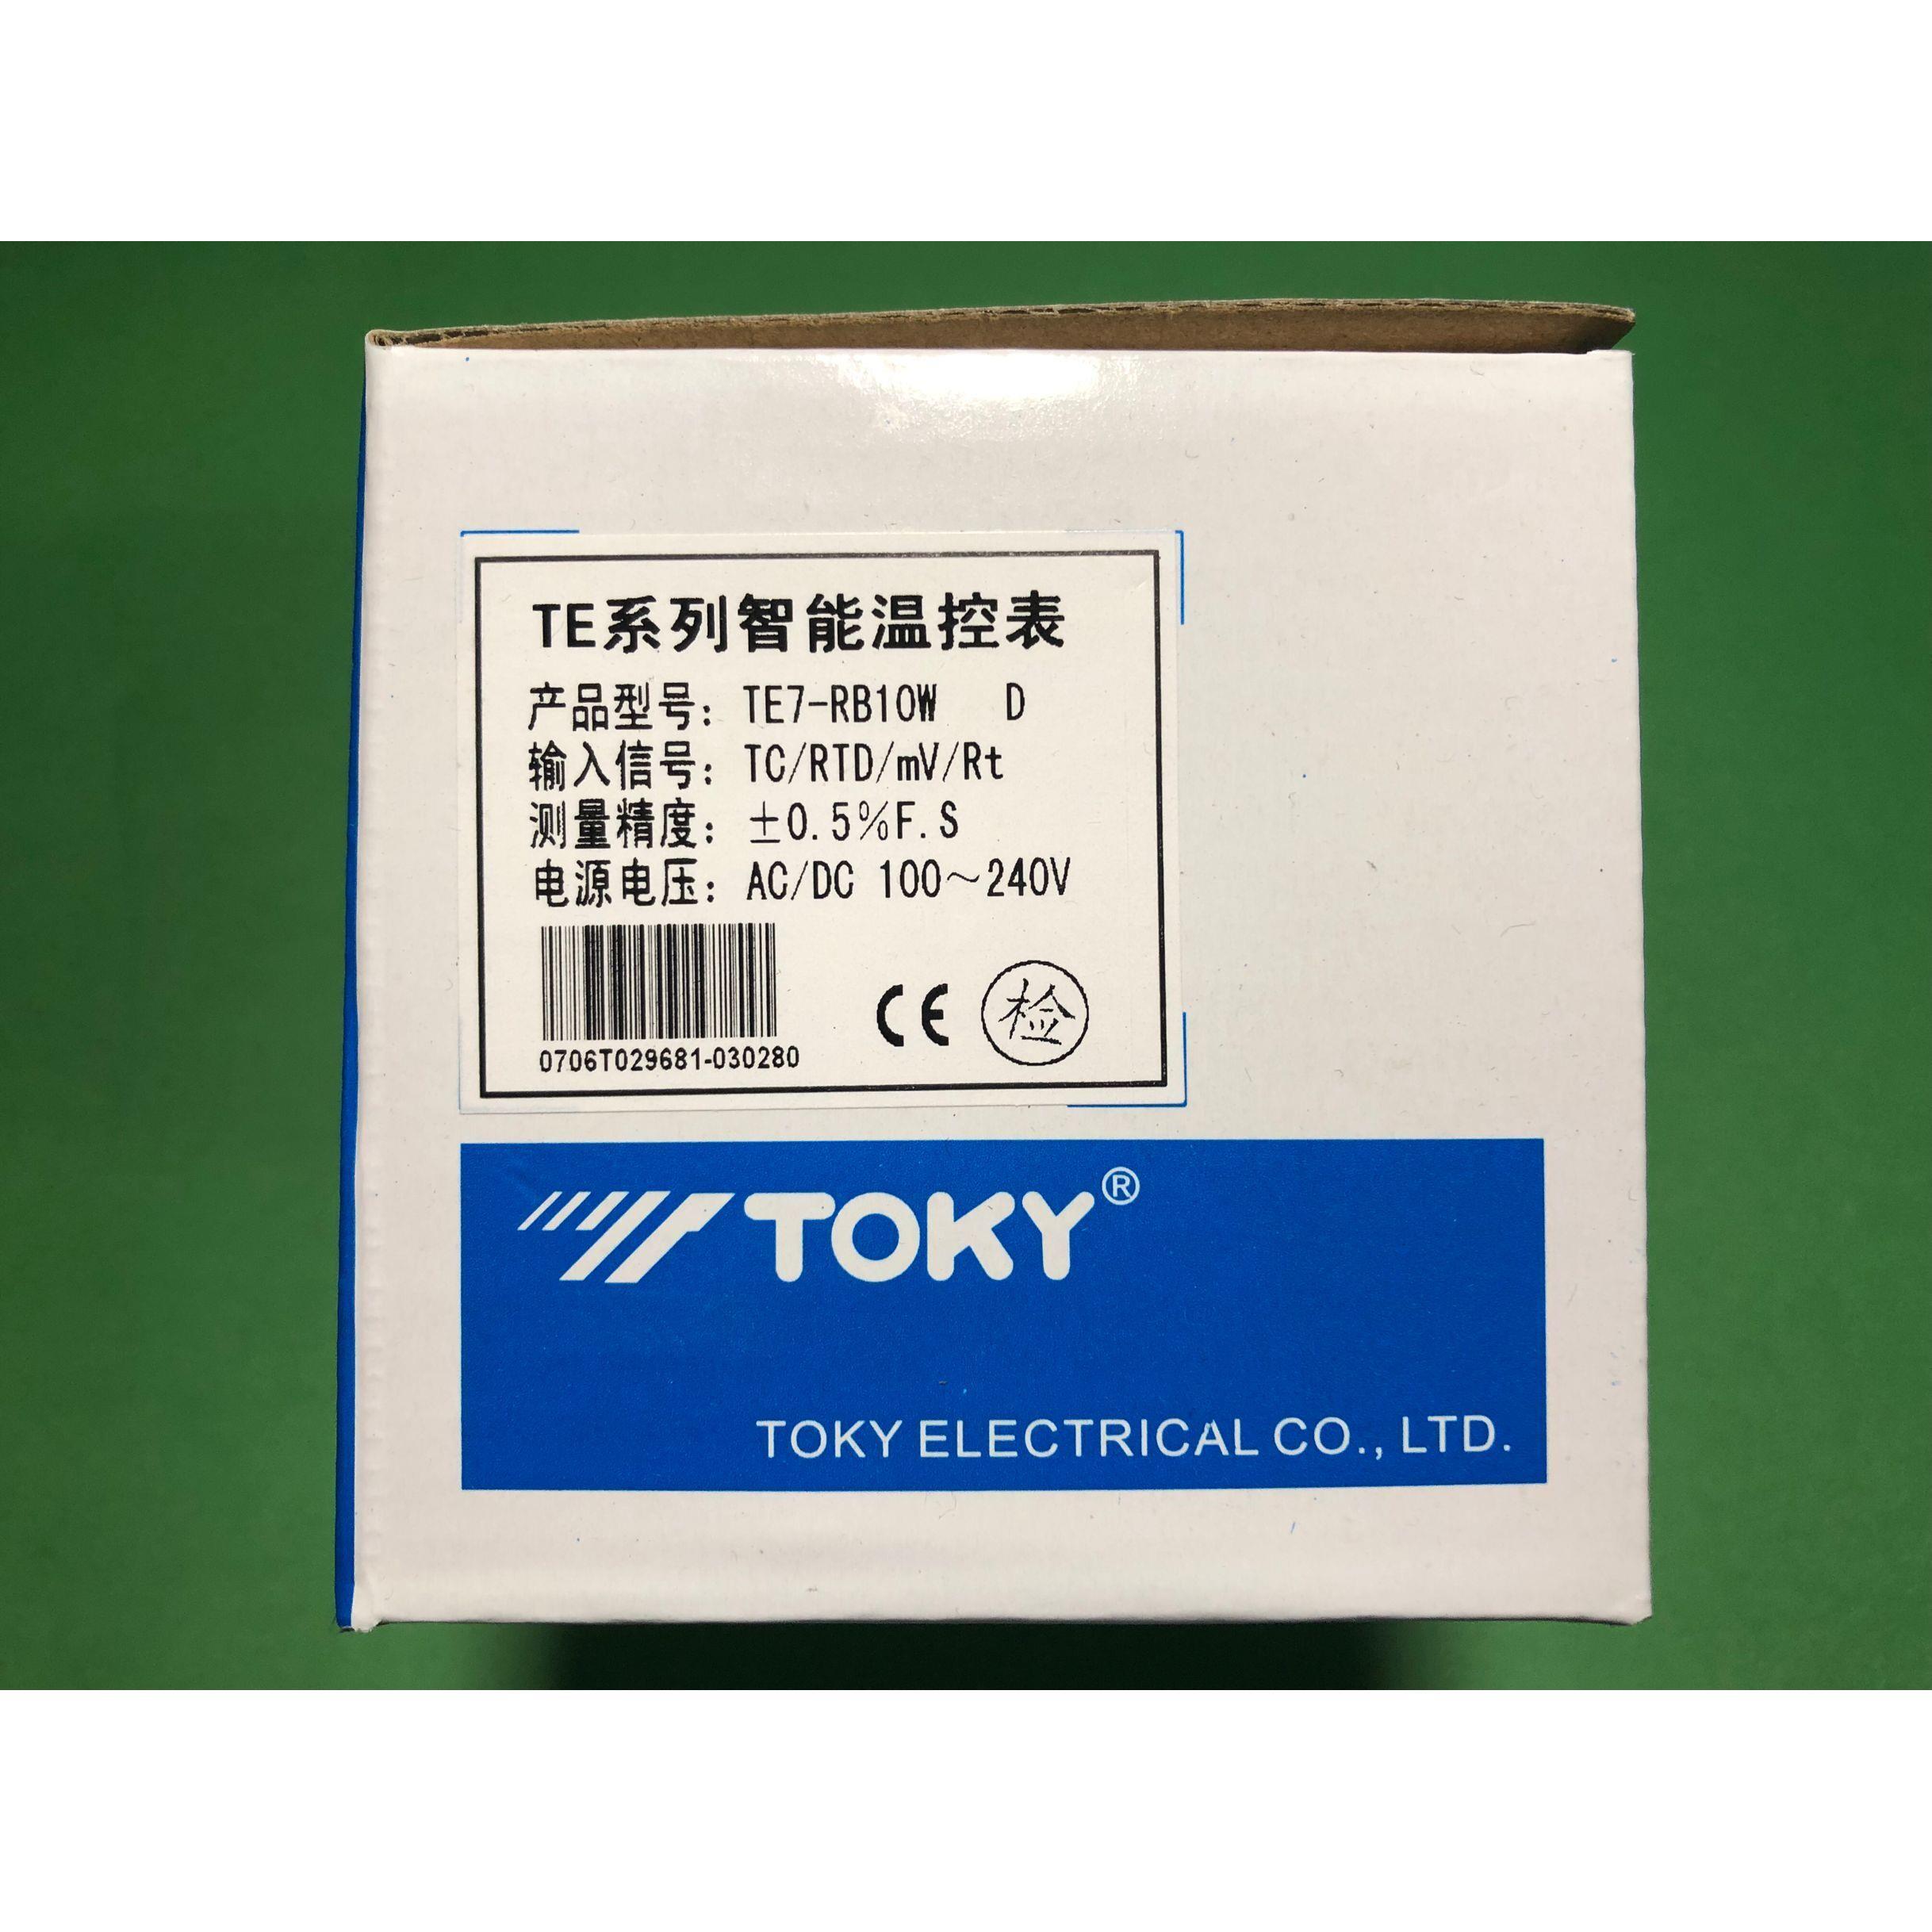 TE系列智能温控表
产品型号: TE7-RB10W D
输入信号: TC/RTD/mV/Rt
测量精度: ±0.5%F.S
电源电压: AC/DC 100～240V
0706T029681-030280
CE 检
TOKY®
TOKY ELECTRICAL CO., LTD.